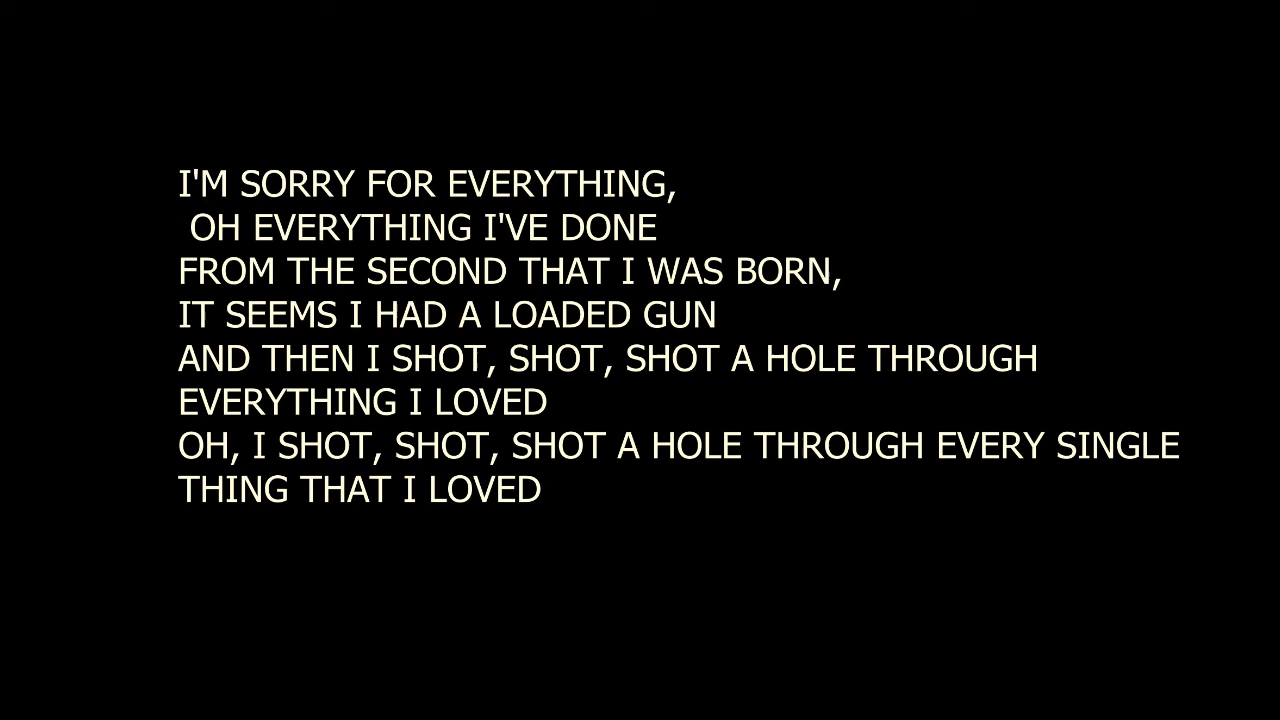 I'M SORRY FOR EVERYTHING,
OH EVERYTHING I'VE DONE
FROM THE SECOND THAT I WAS BORN,
IT SEEMS I HAD A LOADED GUN
AND THEN I SHOT, SHOT, SHOT A HOLE THROUGH
EVERYTHING I LOVED
OH, I SHOT, SHOT, SHOT A HOLE THROUGH EVERY SINGLE
THING THAT I LOVED